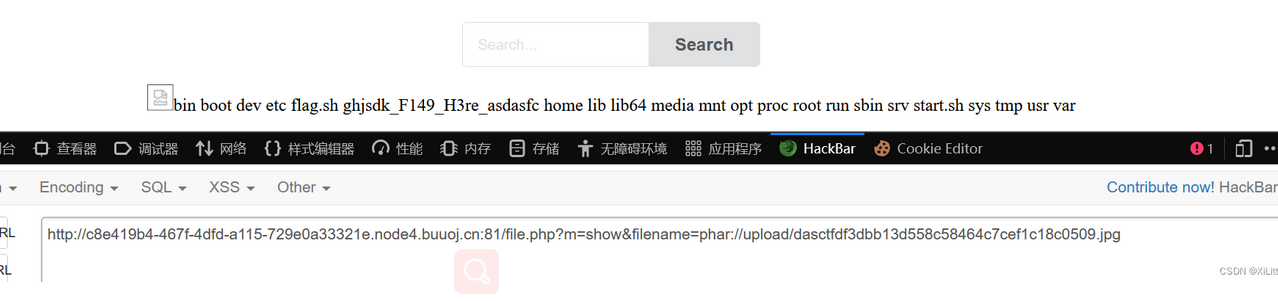 Search...
Search
bin boot dev etc flag.sh ghjsdk_F149_H3re_asdasfc home lib lib64 media mnt opt proc root run sbin srv start.sh sys tmp usr var
台 查看器 调试器 网络 样式编辑器 性能 内存 存储 无障碍环境 应用程序 HackBar Cookie Editor 1
Encoding SQL XSS Other Contribute now! HackBar
RL
http://c8e419b4-467f-4dfd-a115-729e0a33321e.node4.buuoj.cn:81/file.php?m=show&filename=phar://upload/dasctfdf3dbb13d558c58464c7cef1c18c0509.jpg
RL
CSDN @XiLitt